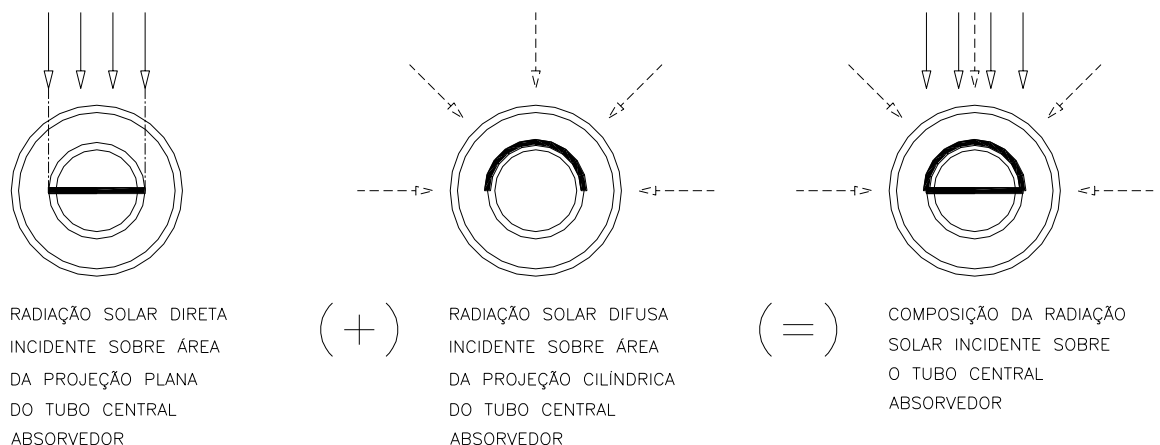 RADIAÇÃO SOLAR DIRETA
INCIDENTE SOBRE ÁREA
DA PROJEÇÃO PLANA
DO TUBO CENTRAL
ABSORVEDOR
(+)
RADIAÇÃO SOLAR DIFUSA
INCIDENTE SOBRE ÁREA
DA PROJEÇÃO CILÍNDRICA
DO TUBO CENTRAL
ABSORVEDOR
(=)
COMPOSIÇÃO DA RADIAÇÃO
SOLAR INCIDENTE SOBRE
O TUBO CENTRAL
ABSORVEDOR